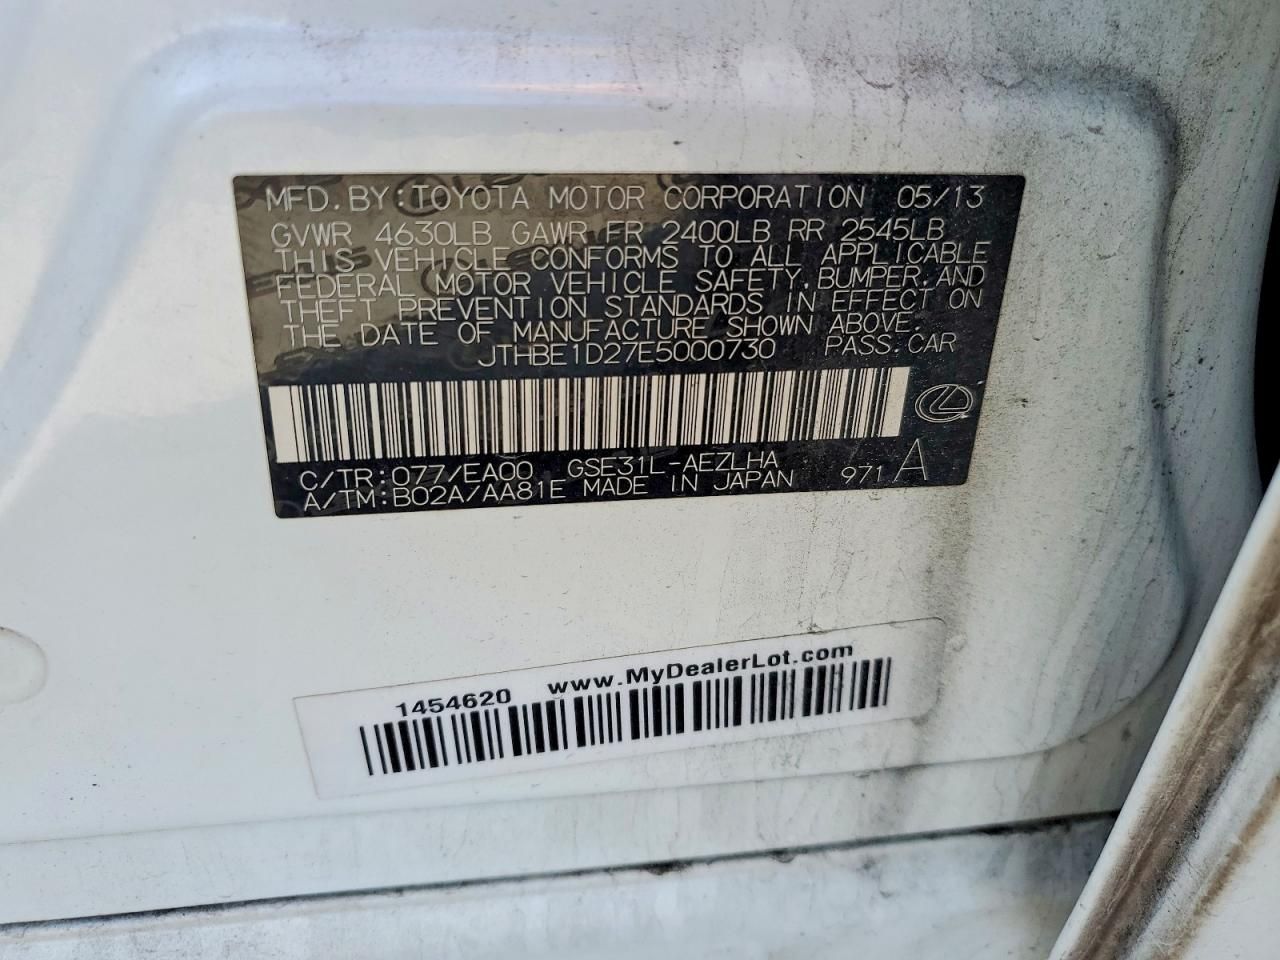 MFD. BY: TOYOTA MOTOR CORPORATION 05/13
GVWR 4630LB GAWR FR 2400LB RR 2545LB
THIS VEHICLE CONFORMS TO ALL APPLICABLE
FEDERAL MOTOR VEHICLE SAFETY, BUMPER, AND
THEFT PREVENTION STANDARDS IN EFFECT ON
THE DATE OF MANUFACTURE SHOWN ABOVE.
JTHBE1D27E5000730 PASS. CAR
C/TR: 077/EA00 GSE31L-AEZLHA
A/TM: B02A/AA81E MADE IN JAPAN 971 A
1454620 www.MyDealerLot.com